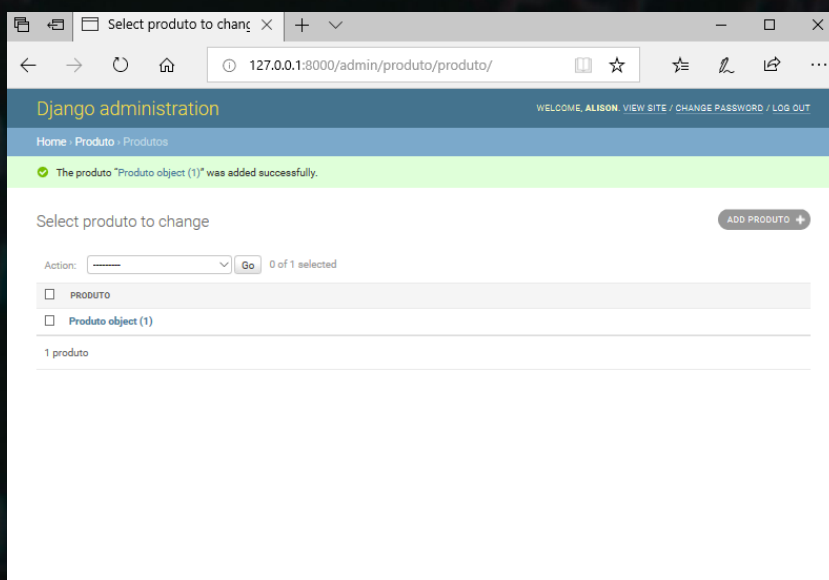 Select produto to chang
127.0.0.1:8000/admin/produto/produto/
Django administration
WELCOME, ALISON. VIEW SITE / CHANGE PASSWORD / LOG OUT
Home › Produto › Produtos
The produto "Produto object (1)" was added successfully.
Select produto to change
ADD PRODUTO +
Action: --------- Go 0 of 1 selected
PRODUTO
Produto object (1)
1 produto